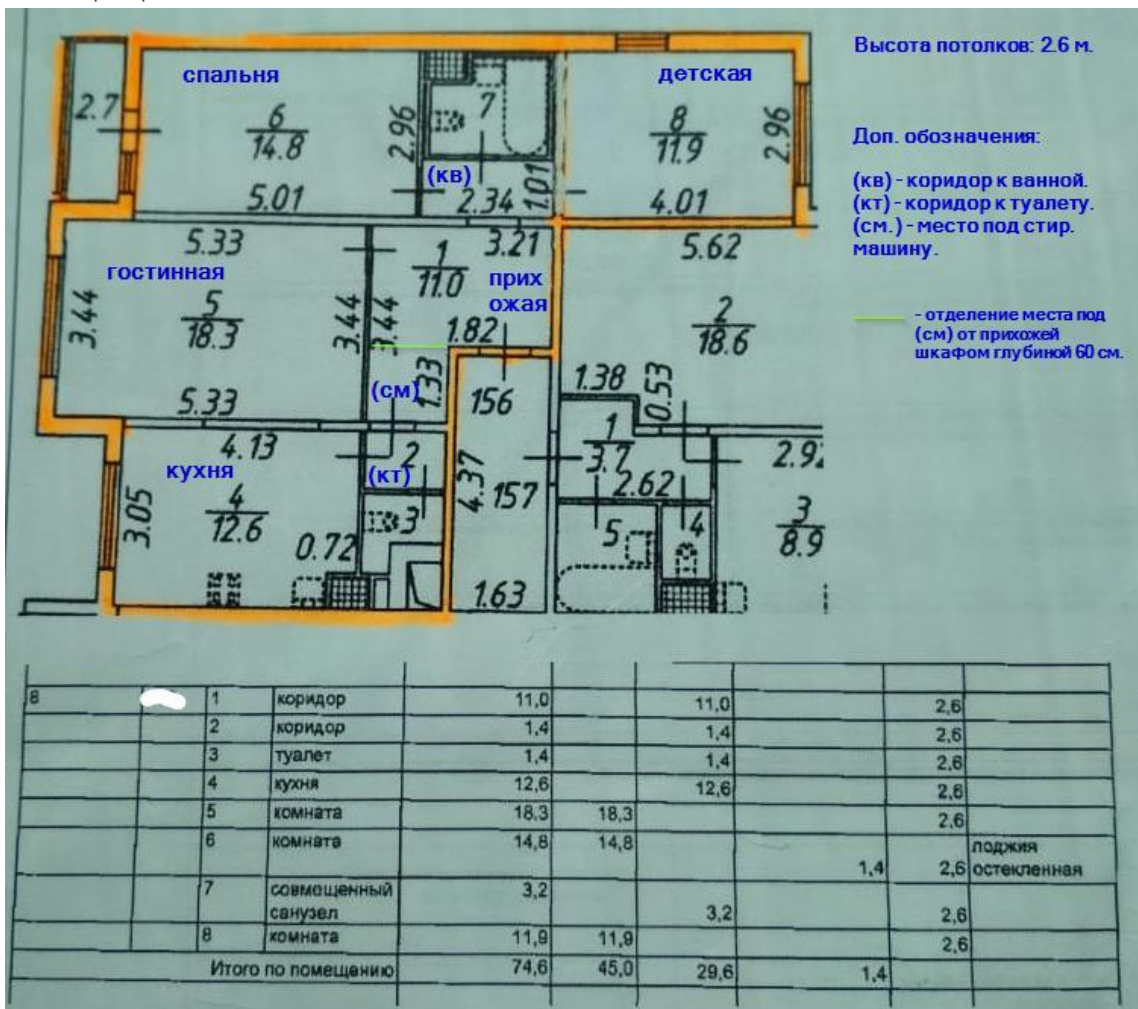 спальня
детская
Высота потолков: 2.6 м.
2.7
6
14.8
2.96
7
8
11.9
2.96
Доп. обозначения:
(кв)
(кв) - коридор к ванной.
5.01
2.34
1.01
4.01
(кт) - коридор к туалету.
(см.) - место под стир.
машину.
5.33
1
11.0
3.21
5.62
гостинная
прих
ожая
3.44
5
18.3
3.44
3.44
1.82
2
18.6
- отделение места под
(см) от прихожей
шкафом глубиной 60 см.
5.33
(см)
1.33
156
1.38
0.53
4.13
2
1
3.7
2.92
кухня
(кт)
4.37
2.62
3.05
4
12.6
0.72
3
157
5
4
3
8.9
1.63
8 1 коридор 11,0 11,0 2,6
2 коридор 1,4 1,4 2,6
3 туалет 1,4 1,4 2,6
4 кухня 12,6 12,6 2,6
5 комната 18,3 18,3 2,6
6 комната 14,8 14,8 1,4 2,6 лоджия
остекленная
7 совмещенный
санузел 3,2 3,2 2,6
8 комната 11,9 11,9 2,6
Итого по помещению 74,6 45,0 29,6 1,4